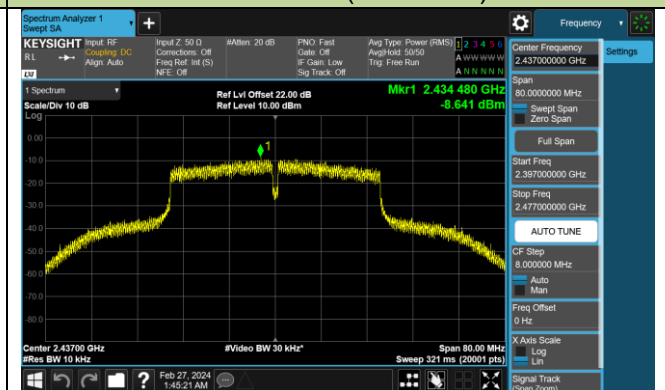 Spectrum Analyzer 1
Swept SA
+
Frequency
KEYSIGHT
RL
Input: RF
Coupling: DC
Align: Auto
Input Z: 50 Ω
Corrections: Off
Freq Ref: Int (S)
NFE: Off
#Atten: 20 dB
PNO: Fast
Gate: Off
IF Gain: Low
Sig Track: Off
Avg Type: Power (RMS)
Avg|Hold: 50/50
Trig: Free Run
1 2 3 4 5 6
A W W W W W
A N N N N N
LXI
1 Spectrum
Scale/Div 10 dB
Log
Ref Lvl Offset 22.00 dB
Ref Level 10.00 dBm
Mkr1 2.434 480 GHz
-8.641 dBm
1
0.00
-10.0
-20.0
-30.0
-40.0
-50.0
-60.0
-70.0
-80.0
Center 2.43700 GHz
#Res BW 10 kHz
#Video BW 30 kHz*
Span 80.00 MHz
Sweep 321 ms (20001 pts)
Feb 27, 2024
1:45:21 AM
?
Center Frequency
2.437000000 GHz
Span
80.0000000 MHz
Swept Span
Zero Span
Full Span
Start Freq
2.397000000 GHz
Stop Freq
2.477000000 GHz
AUTO TUNE
CF Step
8.000000 MHz
Auto
Man
Freq Offset
0 Hz
X Axis Scale
Log
Lin
Signal Track
(Span Zoom)
Settings